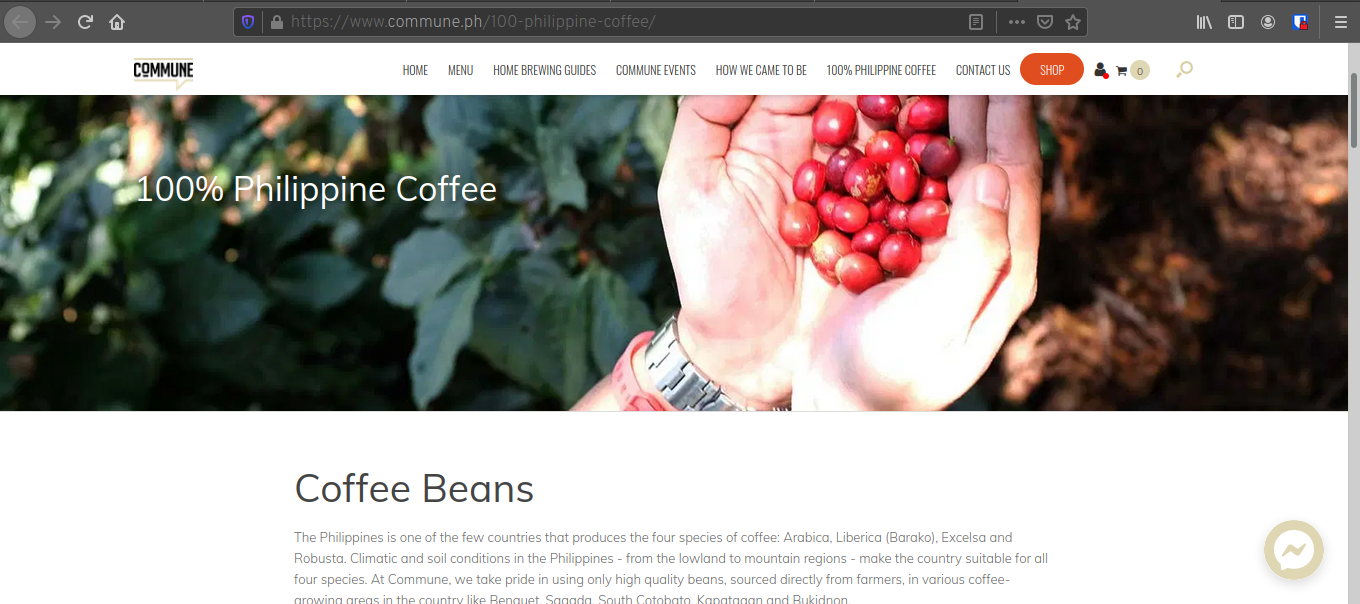 https://www.commune.ph/100-philippine-coffee/
COMMUNE
HOME MENU HOME BREWING GUIDES COMMUNE EVENTS HOW WE CAME TO BE 100% PHILIPPINE COFFEE CONTACT US SHOP 0
100% Philippine Coffee
Coffee Beans
The Philippines is one of the few countries that produces the four species of coffee: Arabica, Liberica (Barako), Excelsa and
Robusta. Climatic and soil conditions in the Philippines - from the lowland to mountain regions - make the country suitable for all
four species. At Commune, we take pride in using only high quality beans, sourced directly from farmers, in various coffee-
growing areas in the country like Benguet, Sagada, South Cotobato, Kapatagan and Bukidnon.